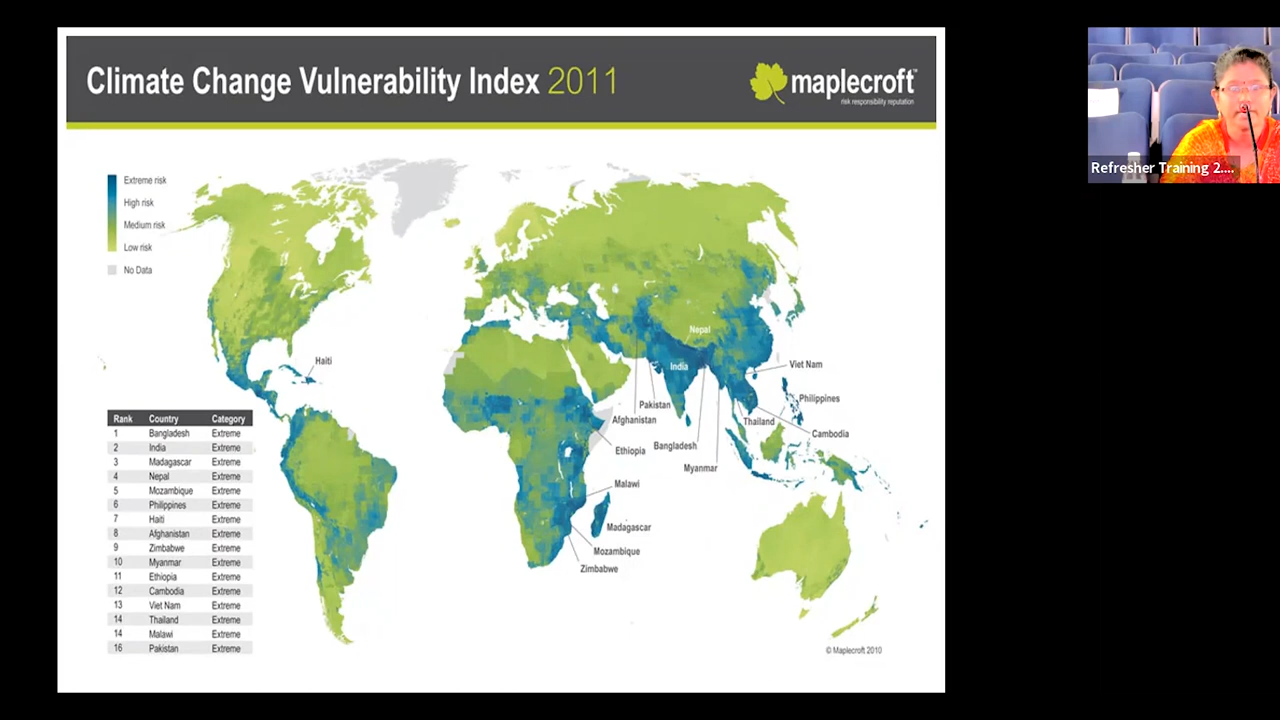 Climate Change Vulnerability Index 2011
maplecroft™
risk responsibility reputation
Refresher Training 2....
Extreme risk
High risk
Medium risk
Low risk
No Data
Haiti
Nepal
India
Viet Nam
Philippines
Pakistan
Afghanistan
Thailand
Cambodia
Ethiopia
Bangladesh
Myanmar
Malawi
Madagascar
Mozambique
Zimbabwe
Rank Country Category
1 Bangladesh Extreme
2 India Extreme
3 Madagascar Extreme
4 Nepal Extreme
5 Mozambique Extreme
6 Philippines Extreme
7 Haiti Extreme
8 Afghanistan Extreme
9 Zimbabwe Extreme
10 Myanmar Extreme
11 Ethiopia Extreme
12 Cambodia Extreme
13 Viet Nam Extreme
14 Thailand Extreme
14 Malawi Extreme
16 Pakistan Extreme
© Maplecroft 2010